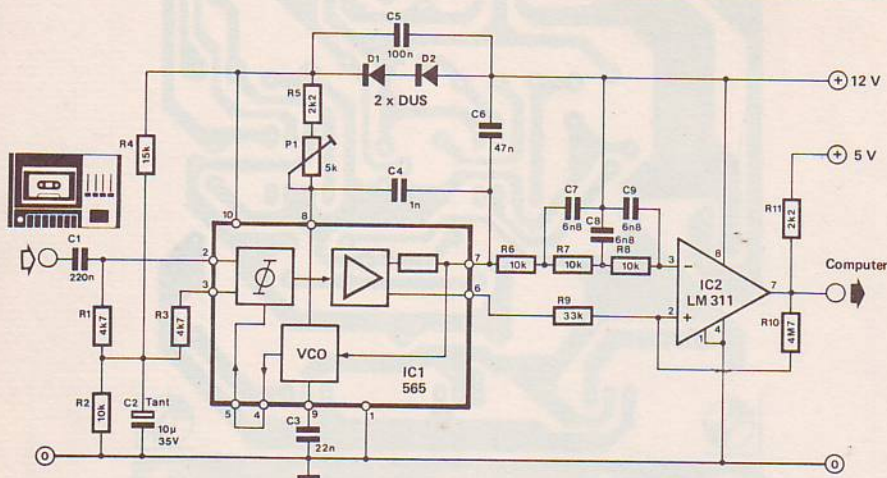 C5
100n
D1 D2
2 x DUS
R5
2k2
P1
5k
C6
47n
C4
1n
R4
15k
+ 12 V
+ 5 V
R11
2k2
C7
6n8
C9
6n8
C8
6n8
C1
220n
10
8
2
3
Φ
7
6
R6
10k
R7
10k
R8
10k
R9
33k
3
−
IC2
LM 311
2
+
8
7
1
4
Computer
R10
4M7
R1
4k7
R3
4k7
VCO
IC1
565
5
4
9
1
R2
10k
C2 Tant
10µ
35V
C3
22n
0
0